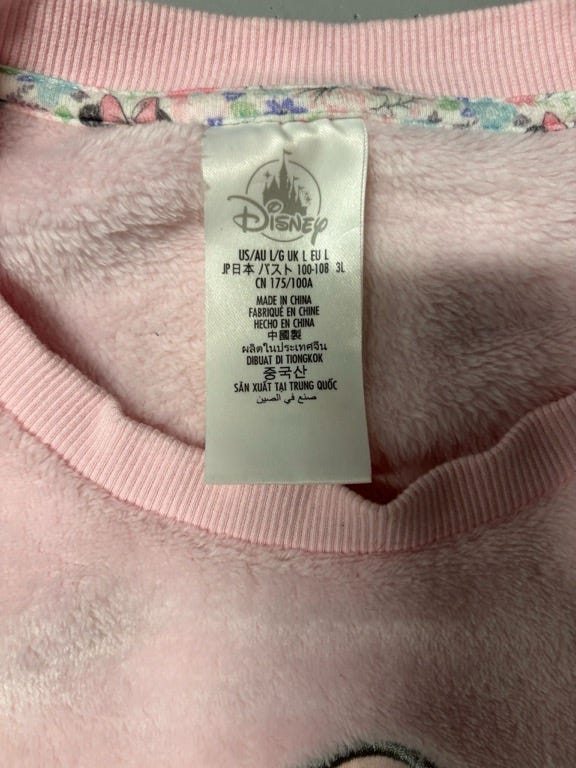 Disney
US/AU L/G UK L EU L
JP日本 バスト 100-108 3L
CN 175/100A
MADE IN CHINA
FABRIQUÉ EN CHINE
HECHO EN CHINA
中國製
ผลิตในประเทศจีน
DIBUAT DI TIONGKOK
중국산
SẢN XUẤT TẠI TRUNG QUỐC
صنع في الصين